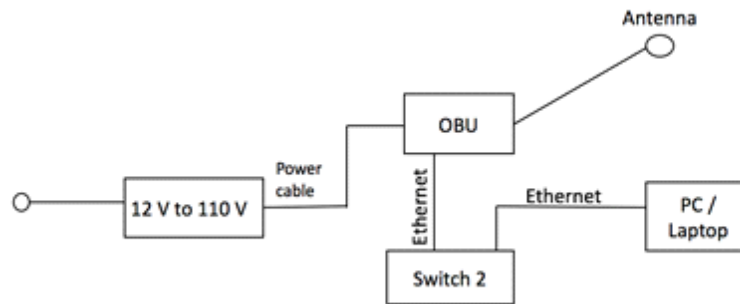 Antenna
OBU
Power
cable
12 V to 110 V
Ethernet
Ethernet
PC /
Laptop
Switch 2